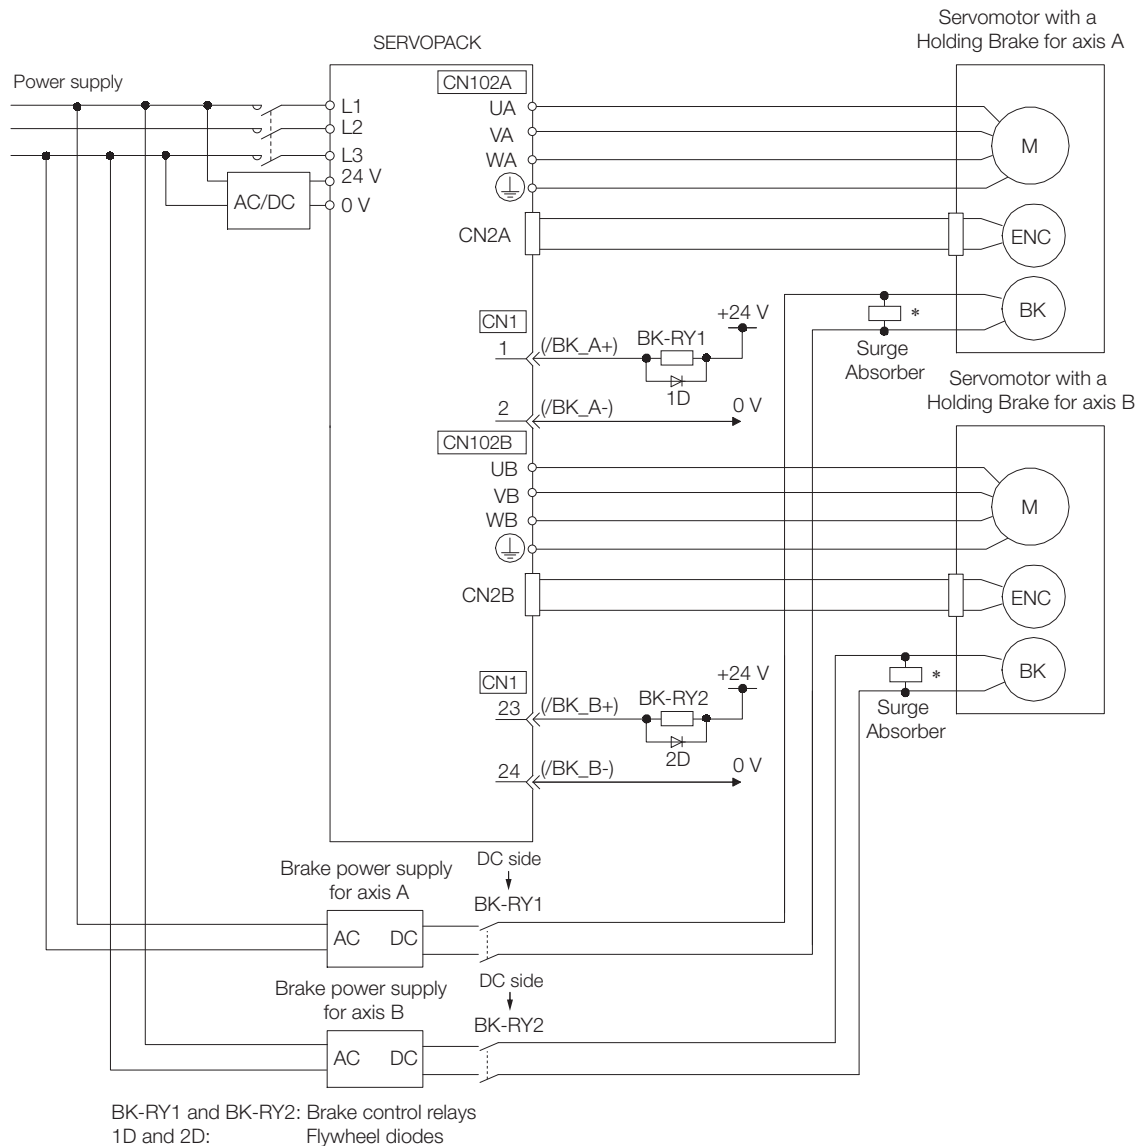 Servomotor with a
Holding Brake for axis A
SERVOPACK
Power supply
CN102A
L1
UA
L2
VA
M
L3
WA
24 V
AC/DC
0 V
CN2A
ENC
CN1
+24 V
BK
*
1
(/BK_A+)
BK-RY1
Surge
Absorber
1D
Servomotor with a
Holding Brake for axis B
2
(/BK_A-)
0 V
CN102B
UB
VB
M
WB
CN2B
ENC
BK
*
CN1
+24 V
23
(/BK_B+)
BK-RY2
Surge
Absorber
2D
24
(/BK_B-)
0 V
Brake power supply
for axis A
DC side
BK-RY1
AC DC
Brake power supply
for axis B
DC side
BK-RY2
AC DC
BK-RY1 and BK-RY2: Brake control relays
1D and 2D: Flywheel diodes